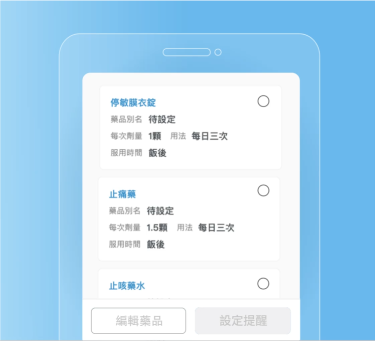 停敏膜衣錠
藥品別名 待設定
每次劑量 1顆 用法 每日三次
服用時間 飯後
止痛藥
藥品別名 待設定
每次劑量 1.5顆 用法 每日三次
服用時間 飯後
止咳藥水
編輯藥品 設定提醒